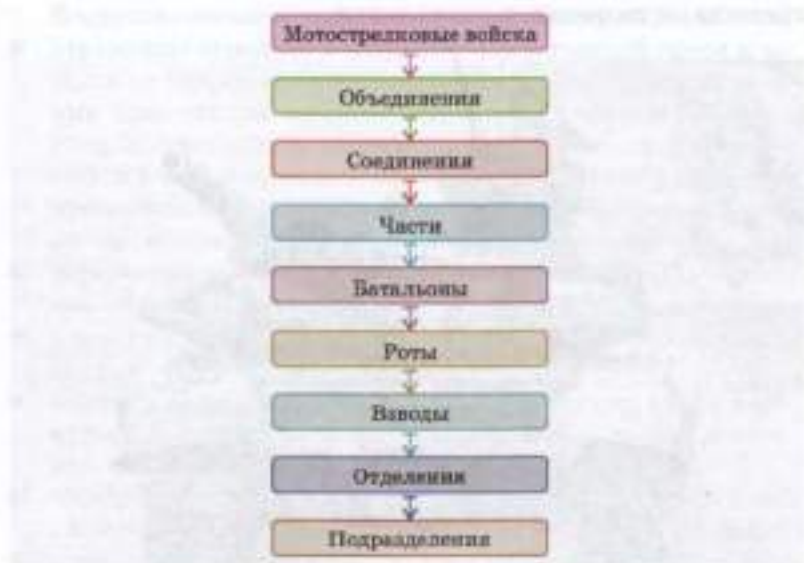 Мотострелковые войска
Объединения
Соединения
Части
Батальоны
Роты
Взводы
Отделения
Подразделения